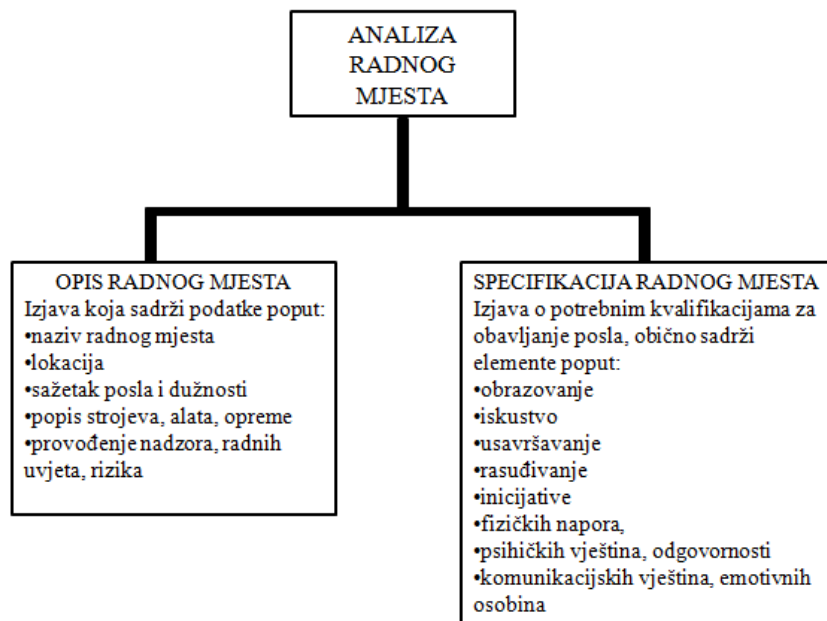 ANALIZA
RADNOG
MJESTA
OPIS RADNOG MJESTA
Izjava koja sadrži podatke poput:
•naziv radnog mjesta
•lokacija
•sažetak posla i dužnosti
•popis strojeva, alata, opreme
•provođenje nadzora, radnih
uvjeta, rizika
SPECIFIKACIJA RADNOG MJESTA
Izjava o potrebnim kvalifikacijama za
obavljanje posla, obično sadrži
elemente poput:
•obrazovanje
•iskustvo
•usavršavanje
•rasuđivanje
•inicijative
•fizičkih napora,
•psihičkih vještina, odgovornosti
•komunikacijskih vještina, emotivnih
osobina